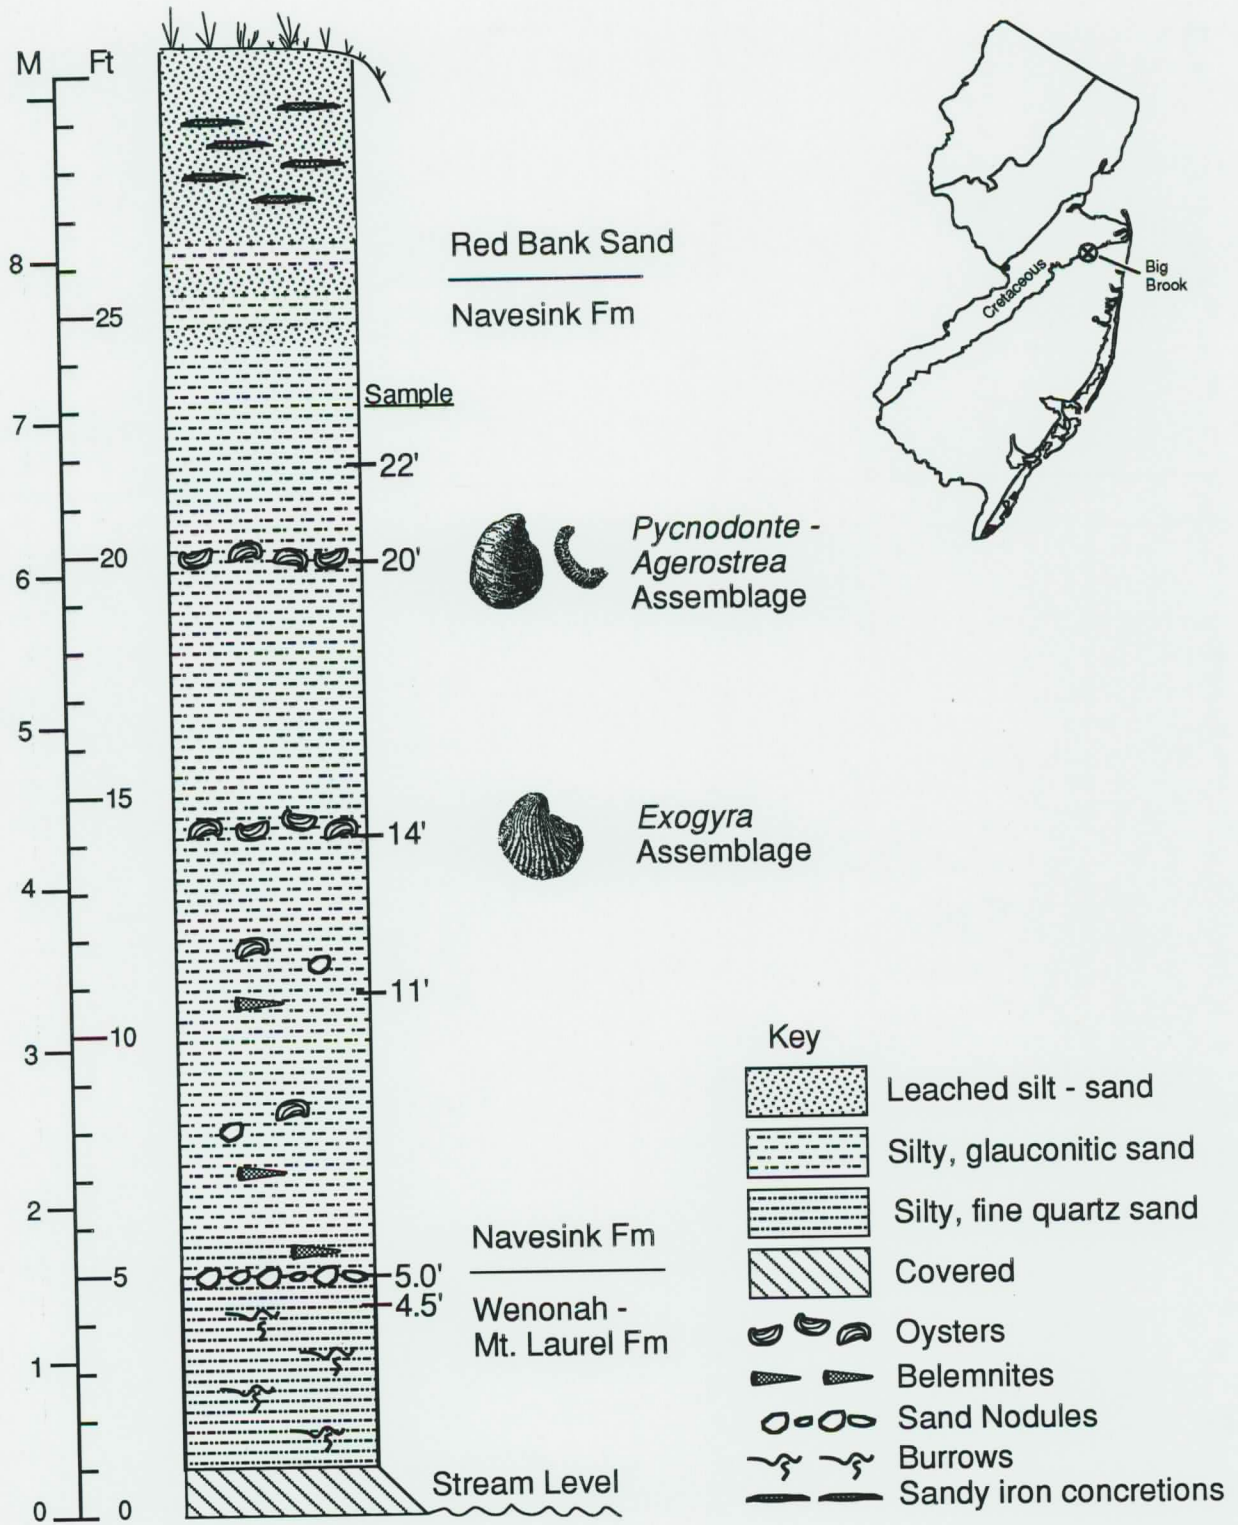 M
Ft
8
25
7
20
6
5
15
4
10
3
2
5
1
0
0
Red Bank Sand
Navesink Fm
Sample
22'
20'
Pycnodonte -
Agerostrea
Assemblage
14'
Exogyra
Assemblage
11'
Navesink Fm
5.0'
4.5'
Wenonah -
Mt. Laurel Fm
Stream Level
Cretaceous
Big
Brook
Key
Leached silt - sand
Silty, glauconitic sand
Silty, fine quartz sand
Covered
Oysters
Belemnites
Sand Nodules
Burrows
Sandy iron concretions